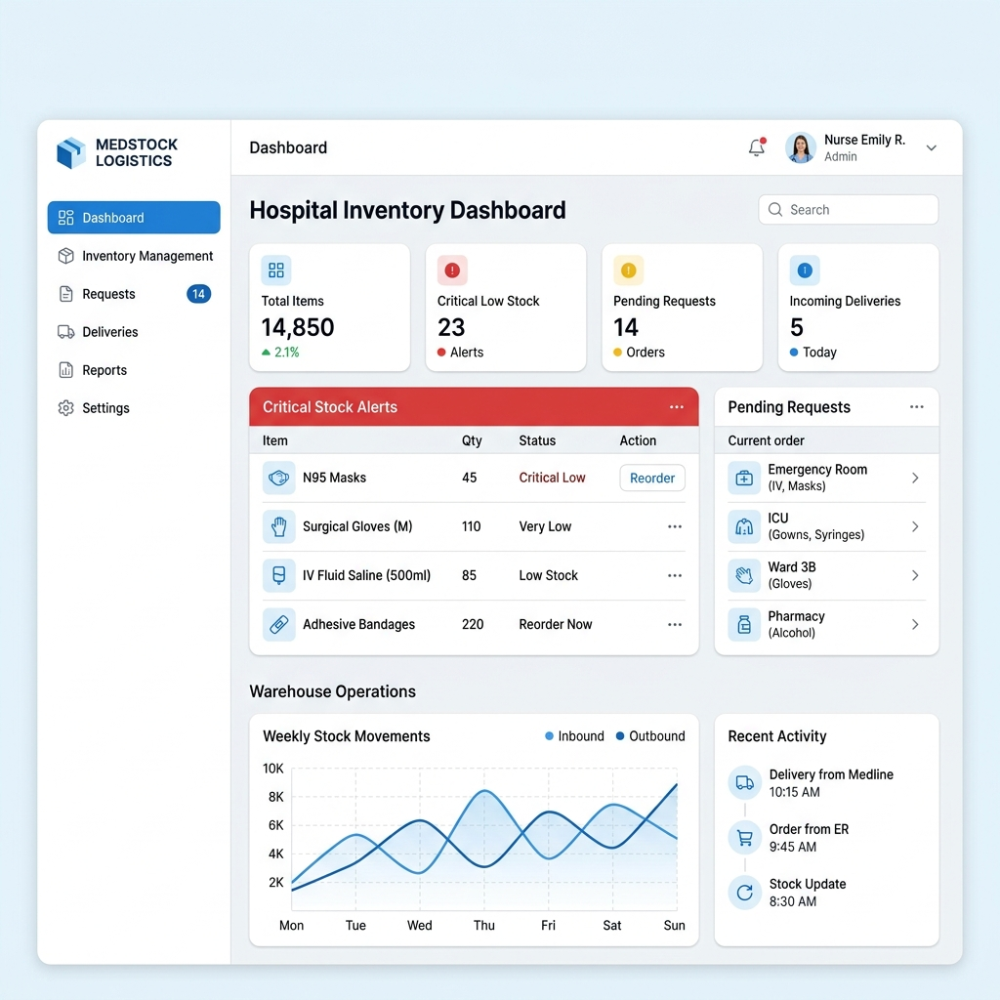 MEDSTOCK
LOGISTICS
Dashboard
Inventory Management
Requests 14
Deliveries
Reports
Settings
Dashboard
Nurse Emily R.
Admin
Hospital Inventory Dashboard
Search
Total Items
14,850
2.1%
Critical Low Stock
23
Alerts
Pending Requests
14
Orders
Incoming Deliveries
5
Today
Critical Stock Alerts
Item Qty Status Action
N95 Masks 45 Critical Low Reorder
Surgical Gloves (M) 110 Very Low
IV Fluid Saline (500ml) 85 Low Stock
Adhesive Bandages 220 Reorder Now
Pending Requests
Current order
Emergency Room
(IV, Masks)
ICU
(Gowns, Syringes)
Ward 3B
(Gloves)
Pharmacy
(Alcohol)
Warehouse Operations
Weekly Stock Movements
Inbound Outbound
10K
8K
6K
4K
2K
Mon Tue Wed Thu Fri Sat Sun
Recent Activity
Delivery from Medline
10:15 AM
Order from ER
9:45 AM
Stock Update
8:30 AM